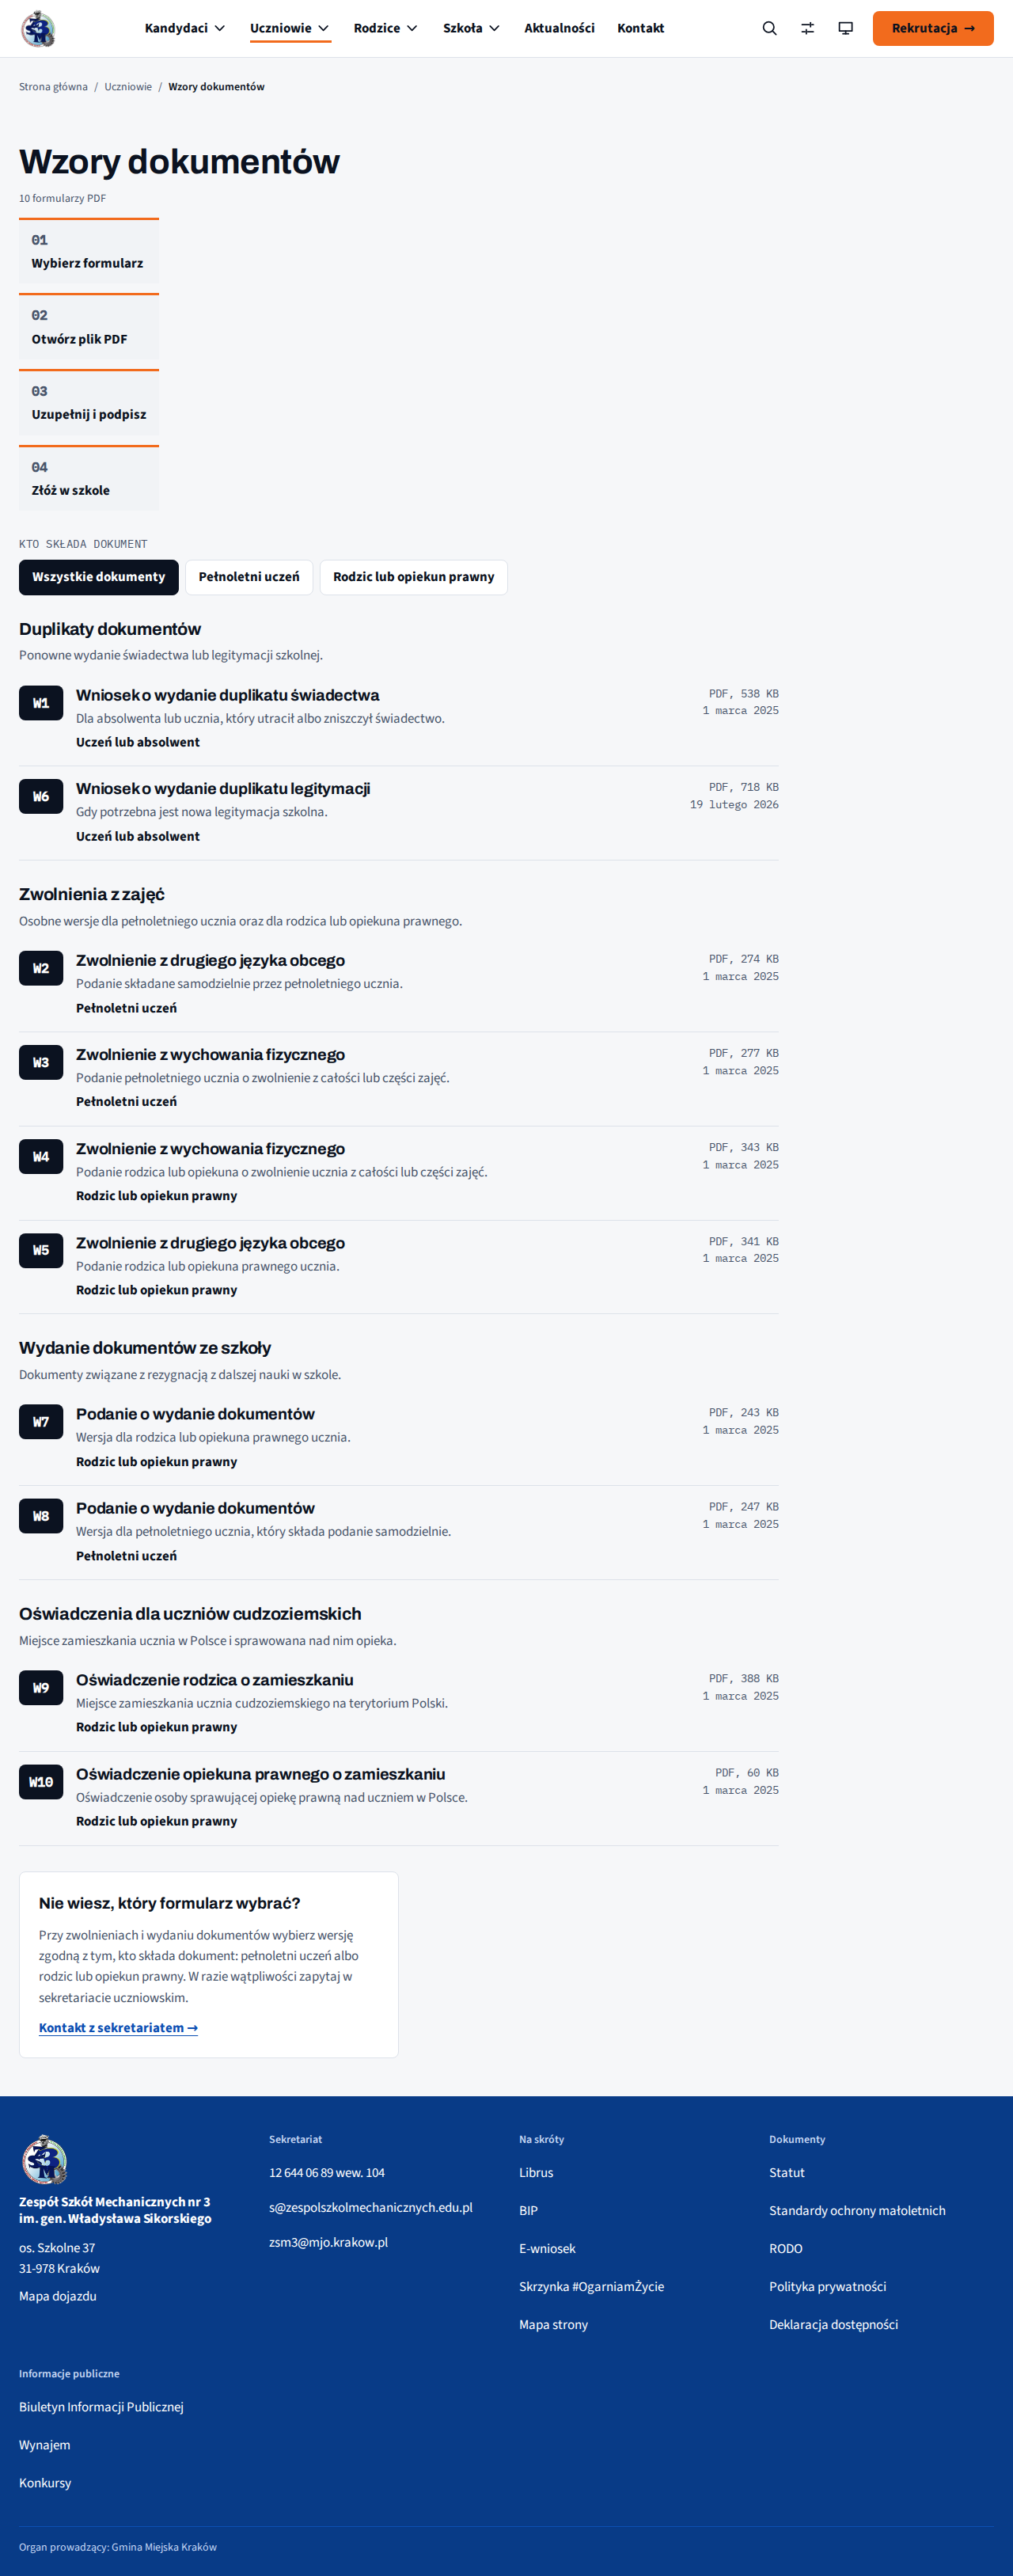 Kandydaci Uczniowie Rodzice Szkoła Aktualności Kontakt Rekrutacja →
Strona główna / Uczniowie / Wzory dokumentów
Wzory dokumentów
10 formularzy PDF
01
Wybierz formularz
02
Otwórz plik PDF
03
Uzupełnij i podpisz
04
Złóż w szkole
KTO SKŁADA DOKUMENT
Wszystkie dokumenty Pełnoletni uczeń Rodzic lub opiekun prawny
Duplikaty dokumentów
Ponowne wydanie świadectwa lub legitymacji szkolnej.
W1
Wniosek o wydanie duplikatu świadectwa
Dla absolwenta lub ucznia, który utracił albo zniszczył świadectwo.
Uczeń lub absolwent
PDF, 538 KB
1 marca 2025
W6
Wniosek o wydanie duplikatu legitymacji
Gdy potrzebna jest nowa legitymacja szkolna.
Uczeń lub absolwent
PDF, 718 KB
19 lutego 2026
Zwolnienia z zajęć
Osobne wersje dla pełnoletniego ucznia oraz dla rodzica lub opiekuna prawnego.
W2
Zwolnienie z drugiego języka obcego
Podanie składane samodzielnie przez pełnoletniego ucznia.
Pełnoletni uczeń
PDF, 274 KB
1 marca 2025
W3
Zwolnienie z wychowania fizycznego
Podanie pełnoletniego ucznia o zwolnienie z całości lub części zajęć.
Pełnoletni uczeń
PDF, 277 KB
1 marca 2025
W4
Zwolnienie z wychowania fizycznego
Podanie rodzica lub opiekuna o zwolnienie ucznia z całości lub części zajęć.
Rodzic lub opiekun prawny
PDF, 343 KB
1 marca 2025
W5
Zwolnienie z drugiego języka obcego
Podanie rodzica lub opiekuna prawnego ucznia.
Rodzic lub opiekun prawny
PDF, 341 KB
1 marca 2025
Wydanie dokumentów ze szkoły
Dokumenty związane z rezygnacją z dalszej nauki w szkole.
W7
Podanie o wydanie dokumentów
Wersja dla rodzica lub opiekuna prawnego ucznia.
Rodzic lub opiekun prawny
PDF, 243 KB
1 marca 2025
W8
Podanie o wydanie dokumentów
Wersja dla pełnoletniego ucznia, który składa podanie samodzielnie.
Pełnoletni uczeń
PDF, 247 KB
1 marca 2025
Oświadczenia dla uczniów cudzoziemskich
Miejsce zamieszkania ucznia w Polsce i sprawowana nad nim opieka.
W9
Oświadczenie rodzica o zamieszkaniu
Miejsce zamieszkania ucznia cudzoziemskiego na terytorium Polski.
Rodzic lub opiekun prawny
PDF, 388 KB
1 marca 2025
W10
Oświadczenie opiekuna prawnego o zamieszkaniu
Oświadczenie osoby sprawującej opiekę prawną nad uczniem w Polsce.
Rodzic lub opiekun prawny
PDF, 60 KB
1 marca 2025
Nie wiesz, który formularz wybrać?
Przy zwolnieniach i wydaniu dokumentów wybierz wersję
zgodną z tym, kto składa dokument: pełnoletni uczeń albo
rodzic lub opiekun prawny. W razie wątpliwości zapytaj w
sekretariacie uczniowskim.
Kontakt z sekretariatem →
Zespół Szkół Mechanicznych nr 3
im. gen. Władysława Sikorskiego
os. Szkolne 37
31-978 Kraków
Mapa dojazdu
Sekretariat
12 644 06 89 wew. 104
s@zespolszkolmechanicznych.edu.pl
zsm3@mjo.krakow.pl
Na skróty
Librus
BIP
E-wniosek
Skrzynka #OgarniamŻycie
Mapa strony
Dokumenty
Statut
Standardy ochrony małoletnich
RODO
Polityka prywatności
Deklaracja dostępności
Informacje publiczne
Biuletyn Informacji Publicznej
Wynajem
Konkursy
Organ prowadzący: Gmina Miejska Kraków